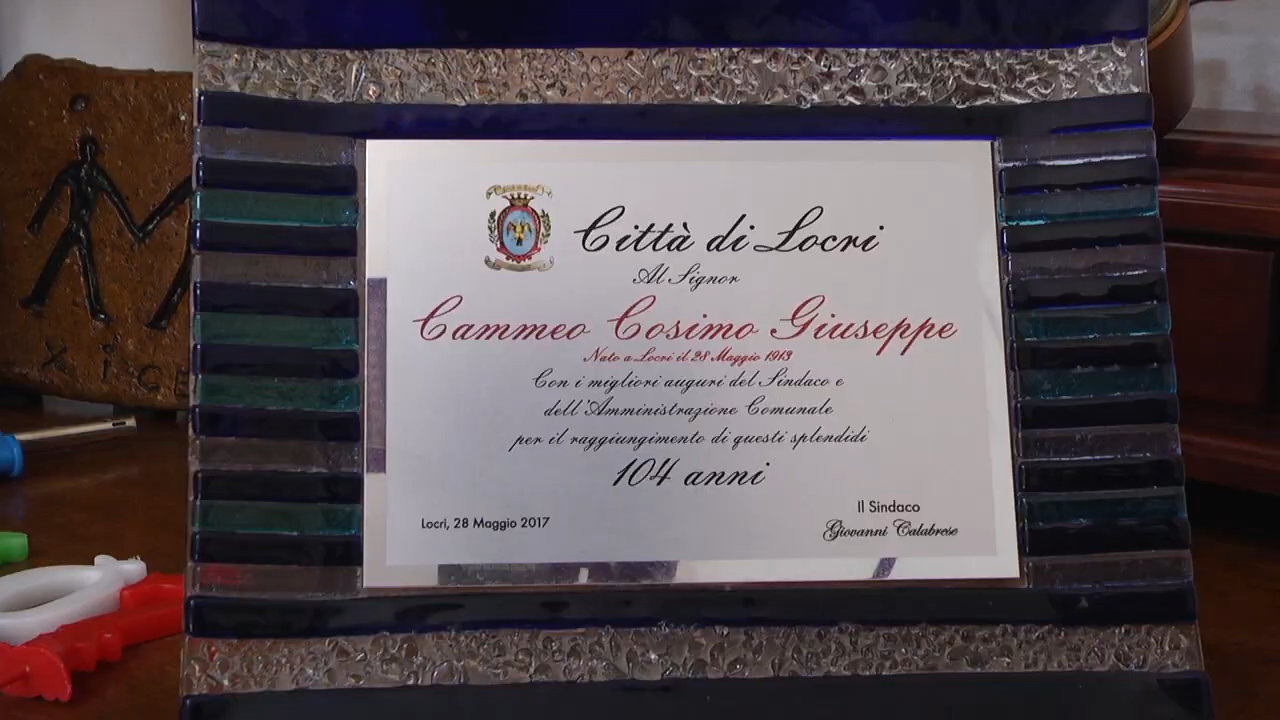 Città di Locri
Al Signor
Cammeo Cosimo Giuseppe
Nato a Locri il 28 Maggio 1913
Con i migliori auguri del Sindaco e
dell'Amministrazione Comunale
per il raggiungimento di questi splendidi
104 anni
Locri, 28 Maggio 2017
Il Sindaco
Giovanni Calabrese